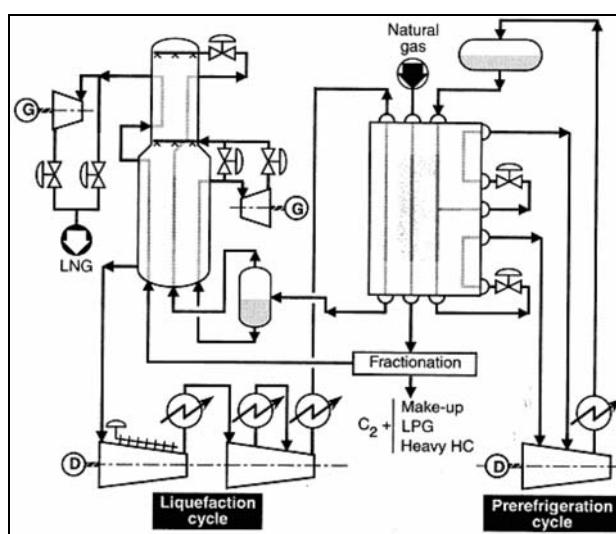 Natural
gas
G
G
LNG
Fractionation
C₂ +
Make-up
LPG
Heavy HC
D
D
Liquefaction
cycle
Prerefrigeration
cycle